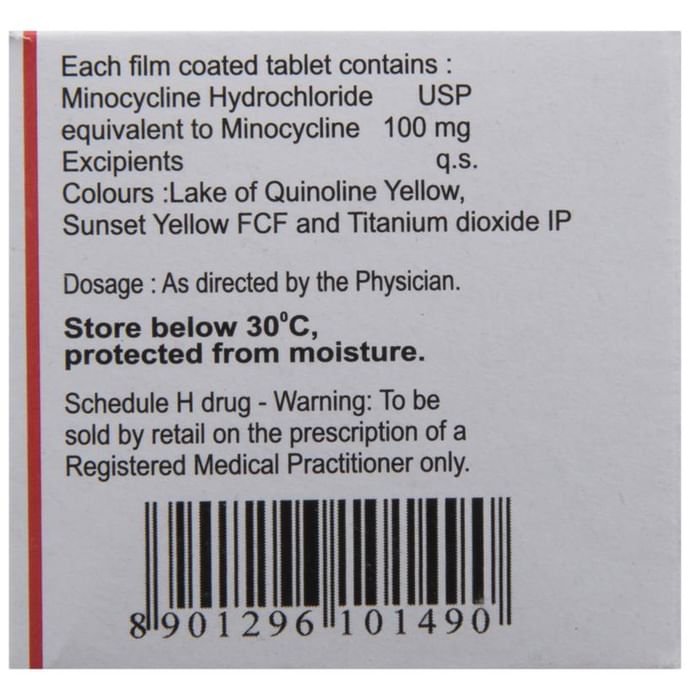 Each film coated tablet contains :
Minocycline Hydrochloride USP
equivalent to Minocycline 100 mg
Excipients q.s.
Colours :Lake of Quinoline Yellow,
Sunset Yellow FCF and Titanium dioxide IP
Dosage : As directed by the Physician.
Store below 30⁰C,
protected from moisture.
Schedule H drug - Warning: To be
sold by retail on the prescription of a
Registered Medical Practitioner only.
8 901296 101490